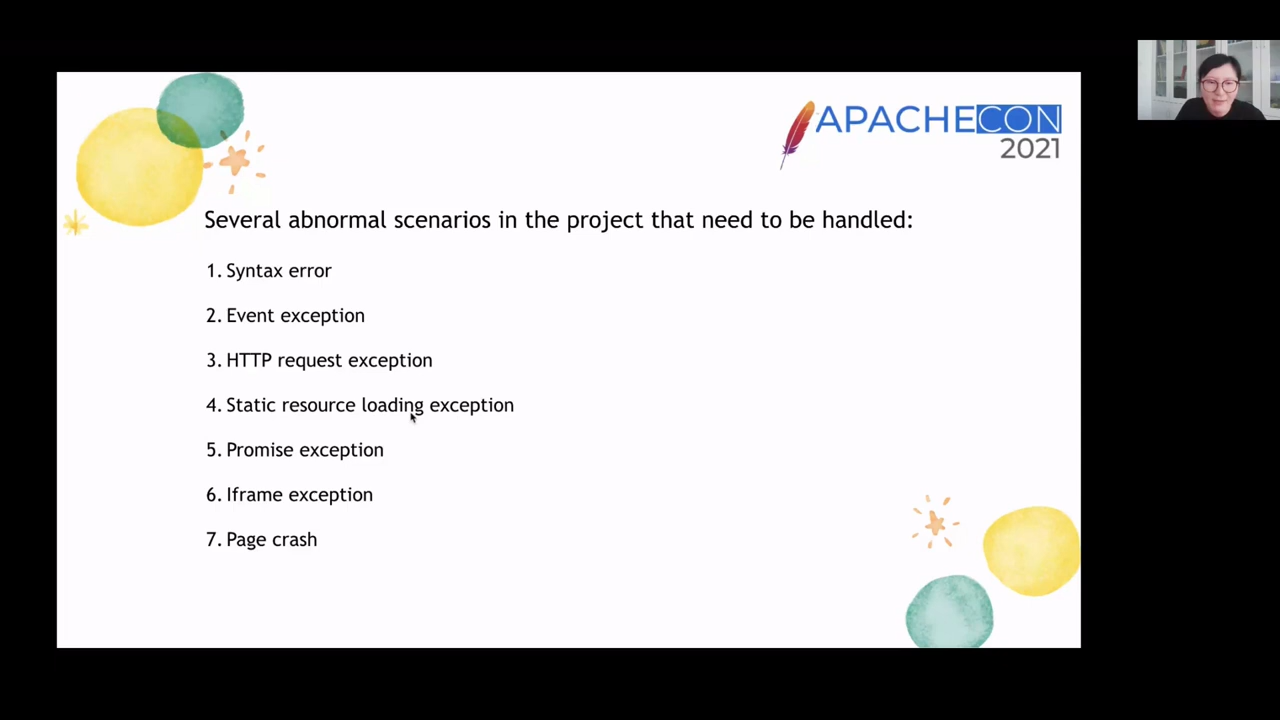 APACHECON
2021
Several abnormal scenarios in the project that need to be handled:
1. Syntax error
2. Event exception
3. HTTP request exception
4. Static resource loading exception
5. Promise exception
6. Iframe exception
7. Page crash